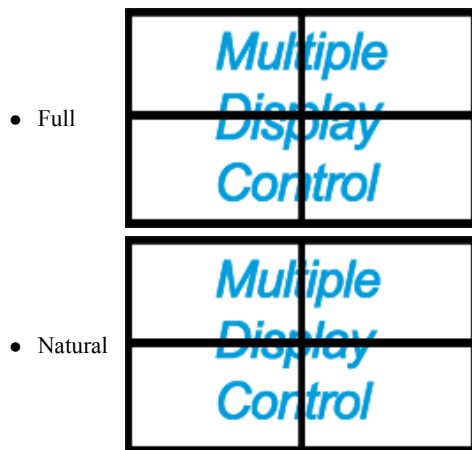 ● Full
Multiple
Display
Control
● Natural
Multiple
Display
Control